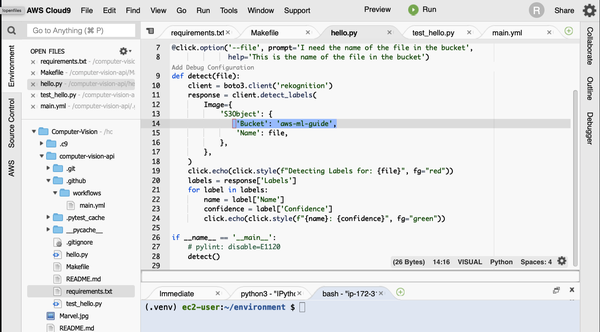 AWS Cloud9 File Edit Find View Go Preview Run R Share
Go to Anything (⌘ P)
requirements.txt Makefile hello.py test_hello.py main.yml
OPEN FILES
requirements.txt - /computer-vision
Makefile - /computer-vision-api/M
hello.py - /computer-vision-api/h
test_hello.py - /computer-vision-a
main.yml - /computer-vision-api/
Environment
Source Control
AWS
Computer-Vision - /hc
.c9
computer-vision-api
.git
.github
workflows
main.yml
.pytest_cache
__pycache__
.gitignore
hello.py
Makefile
README.md
requirements.txt
test_hello.py
Marvel.jpg
README.md
7 @click.option('--file', prompt='I need the name of the file in the bucket',
8 help='This is the name of the file in the bucket')
Add Debug Configuration
9 def detect(file):
10 client = boto3.client('rekognition')
11 response = client.detect_labels(
12 Image={
13 'S3Object': {
14 'Bucket': 'aws-ml-guide',
15 'Name': file,
16 },
17 },
18 )
19 click.echo(click.style(f"Detecting Labels for: {file}", fg="red"))
20 labels = response['Labels']
21 for label in labels:
22 name = label['Name']
23 confidence = label['Confidence']
24 click.echo(click.style(f"{name}: {confidence}", fg="green"))
25
26 if __name__ == '__main__':
27 # pylint: disable=E1120
28 detect()
29
(26 Bytes) 14:16 VISUAL Python Spaces: 4
Collaborate
Outline
Immediate python3 - "IPytho bash - "ip-172-3
(.venv) ec2-user:~/environment $